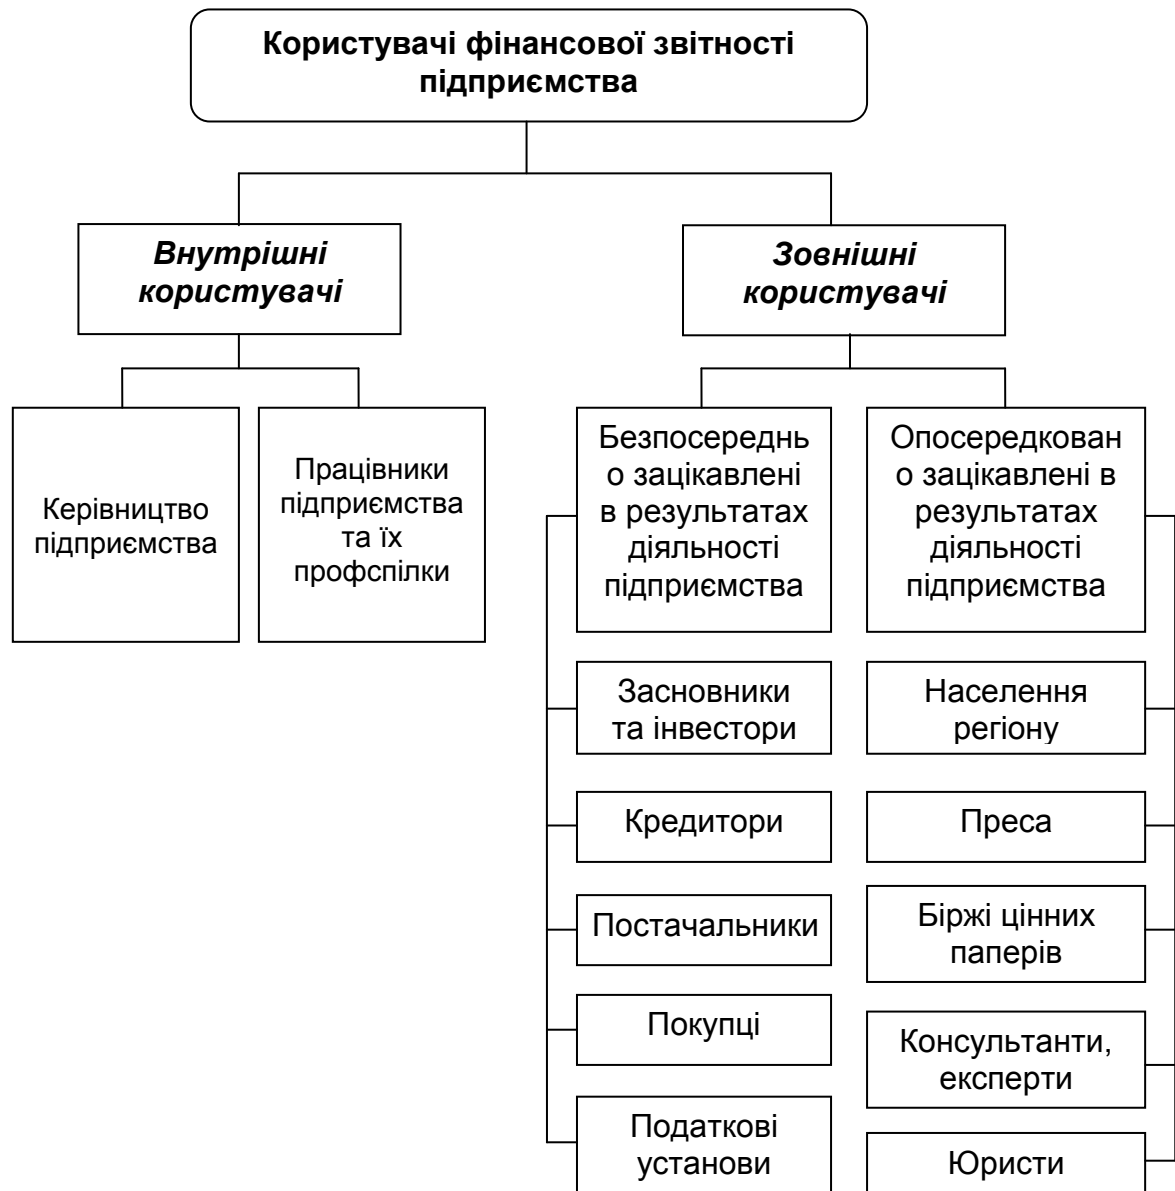 Користувачі фінансової звітності
підприємства
Внутрішні
користувачі
Зовнішні
користувачі
Керівництво
підприємства
Працівники
підприємства
та їх
профспілки
Безпосереднь
о зацікавлені
в результатах
діяльності
підприємства
Опосередкован
о зацікавлені в
результатах
діяльності
підприємства
Засновники
та інвестори
Населення
регіону
Кредитори
Преса
Постачальники
Біржі цінних
паперів
Покупці
Консультанти,
експерти
Податкові
установи
Юристи